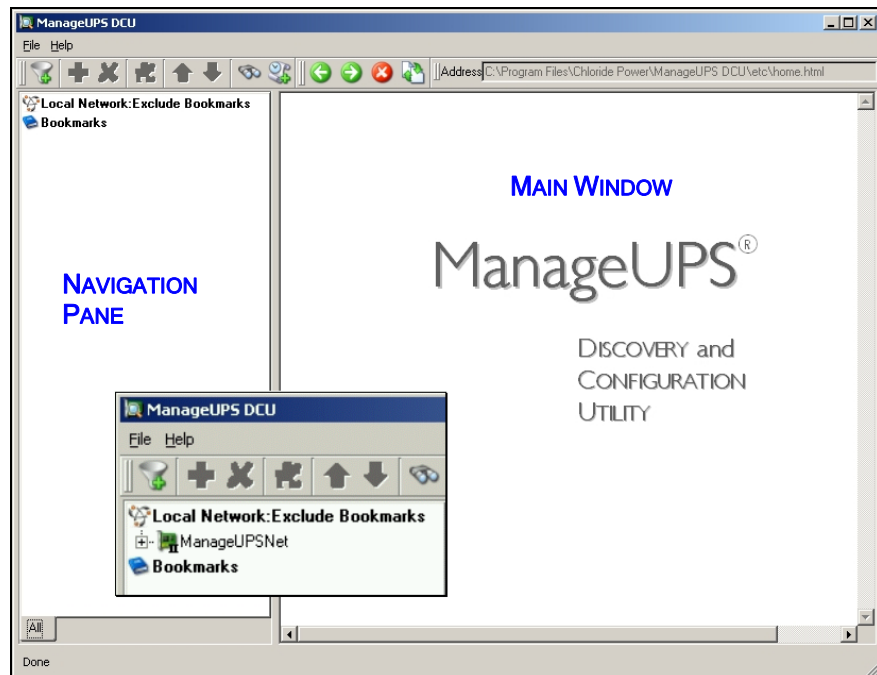 ManageUPS DCU
File Help
Address C:\Program Files\Chloride Power\ManageUPS DCU\etc\home.html
Local Network:Exclude Bookmarks
Bookmarks
MAIN WINDOW
ManageUPS®
NAVIGATION
PANE
DISCOVERY and
CONFIGURATION
UTILITY
ManageUPS DCU
File Help
Local Network:Exclude Bookmarks
ManageUPSNet
Bookmarks
All
Done